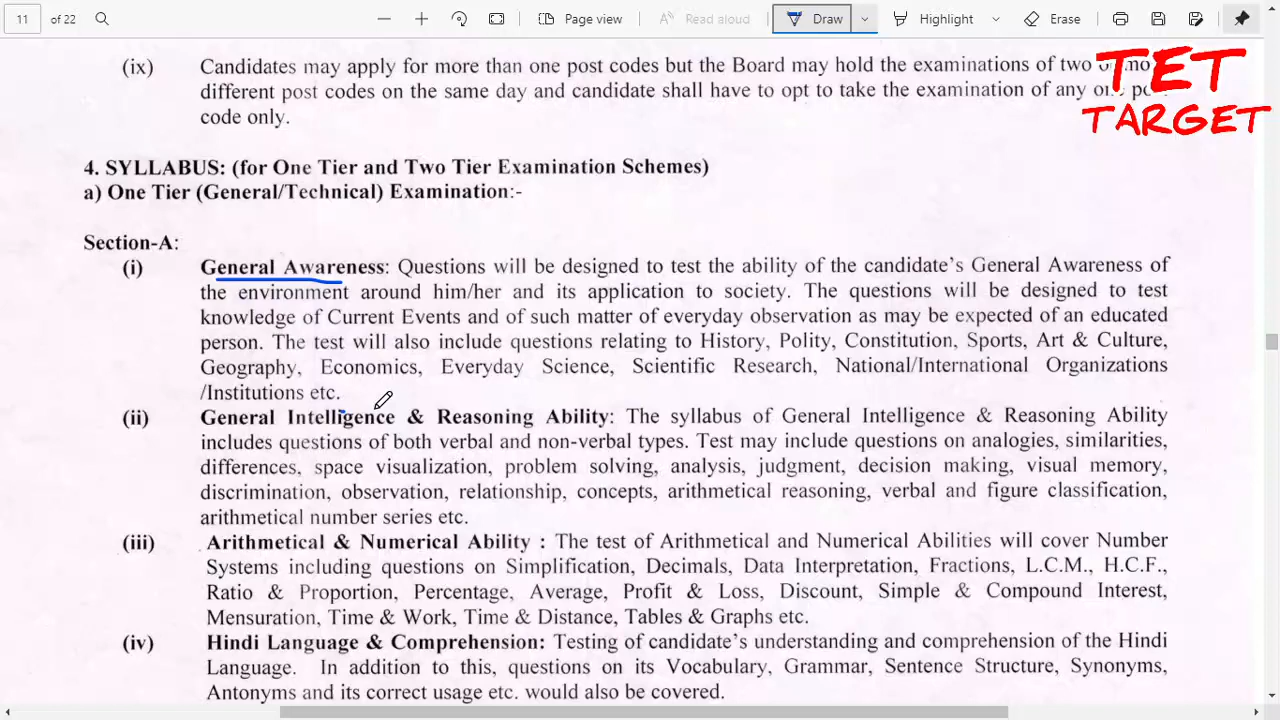 11 of 22 Page view Read aloud Draw Highlight Erase
(ix) Candidates may apply for more than one post codes but the Board may hold the examinations of two
different post codes on the same day and candidate shall have to opt to take the examination of any one
code only.
TET
TARGET
4. SYLLABUS: (for One Tier and Two Tier Examination Schemes)
a) One Tier (General/Technical) Examination:-
Section-A:
(i) General Awareness: Questions will be designed to test the ability of the candidate's General Awareness of
the environment around him/her and its application to society. The questions will be designed to test
knowledge of Current Events and of such matter of everyday observation as may be expected of an educated
person. The test will also include questions relating to History, Polity, Constitution, Sports, Art & Culture,
Geography, Economics, Everyday Science, Scientific Research, National/International Organizations
/Institutions etc.
(ii) General Intelligence & Reasoning Ability: The syllabus of General Intelligence & Reasoning Ability
includes questions of both verbal and non-verbal types. Test may include questions on analogies, similarities,
differences, space visualization, problem solving, analysis, judgment, decision making, visual memory,
discrimination, observation, relationship, concepts, arithmetical reasoning, verbal and figure classification,
arithmetical number series etc.
(iii) Arithmetical & Numerical Ability : The test of Arithmetical and Numerical Abilities will cover Number
Systems including questions on Simplification, Decimals, Data Interpretation, Fractions, L.C.M., H.C.F.,
Ratio & Proportion, Percentage, Average, Profit & Loss, Discount, Simple & Compound Interest,
Mensuration, Time & Work, Time & Distance, Tables & Graphs etc.
(iv) Hindi Language & Comprehension: Testing of candidate's understanding and comprehension of the Hindi
Language. In addition to this, questions on its Vocabulary, Grammar, Sentence Structure, Synonyms,
Antonyms and its correct usage etc. would also be covered.